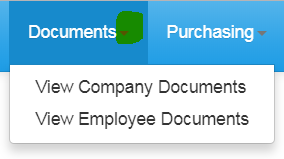 Documents Purchasing
View Company Documents
View Employee Documents